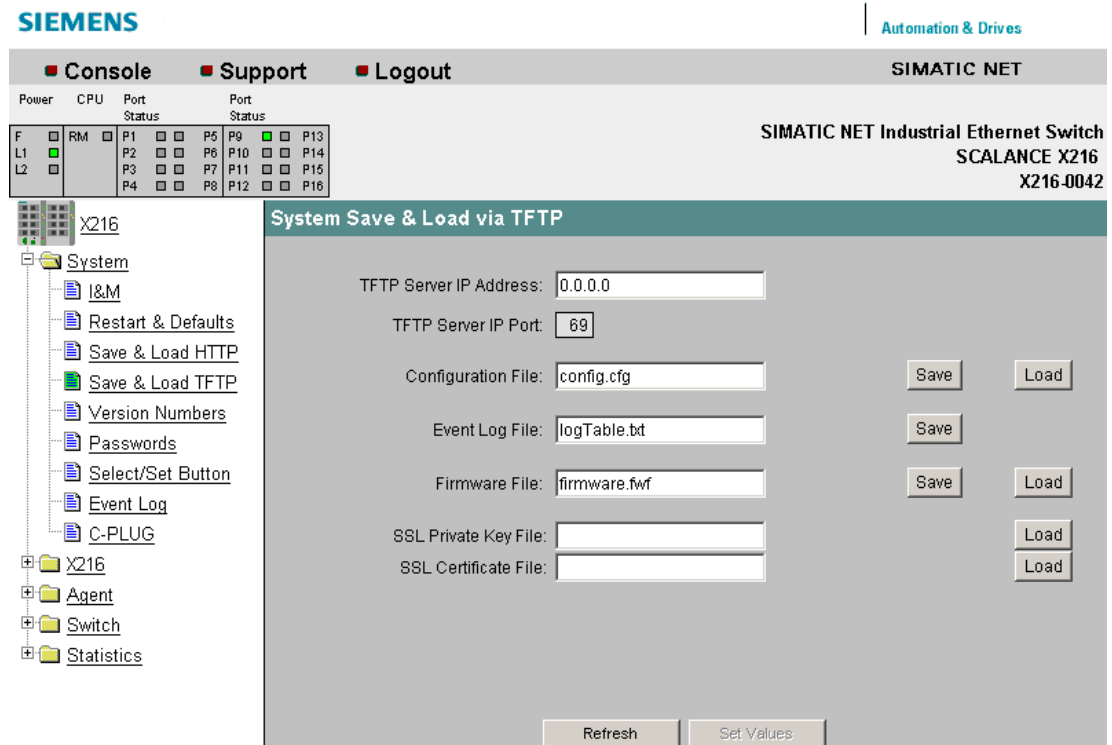 SIEMENS
Automation & Drives
Console Support Logout SIMATIC NET
Power CPU Port Status Port Status
F RM P1 P5 P9 P13
L1 P2 P6 P10 P14
L2 P3 P7 P11 P15
P4 P8 P12 P16
SIMATIC NET Industrial Ethernet Switch
SCALANCE X216
X216-0042
X216
System
I&M
Restart & Defaults
Save & Load HTTP
Save & Load TFTP
Version Numbers
Passwords
Select/Set Button
Event Log
C-PLUG
X216
Agent
Switch
Statistics
System Save & Load via TFTP
TFTP Server IP Address: 0.0.0.0
TFTP Server IP Port: 69
Configuration File: config.cfg Save Load
Event Log File: logTable.txt Save
Firmware File: firmware.fwf Save Load
SSL Private Key File: Load
SSL Certificate File: Load
Refresh Set Values